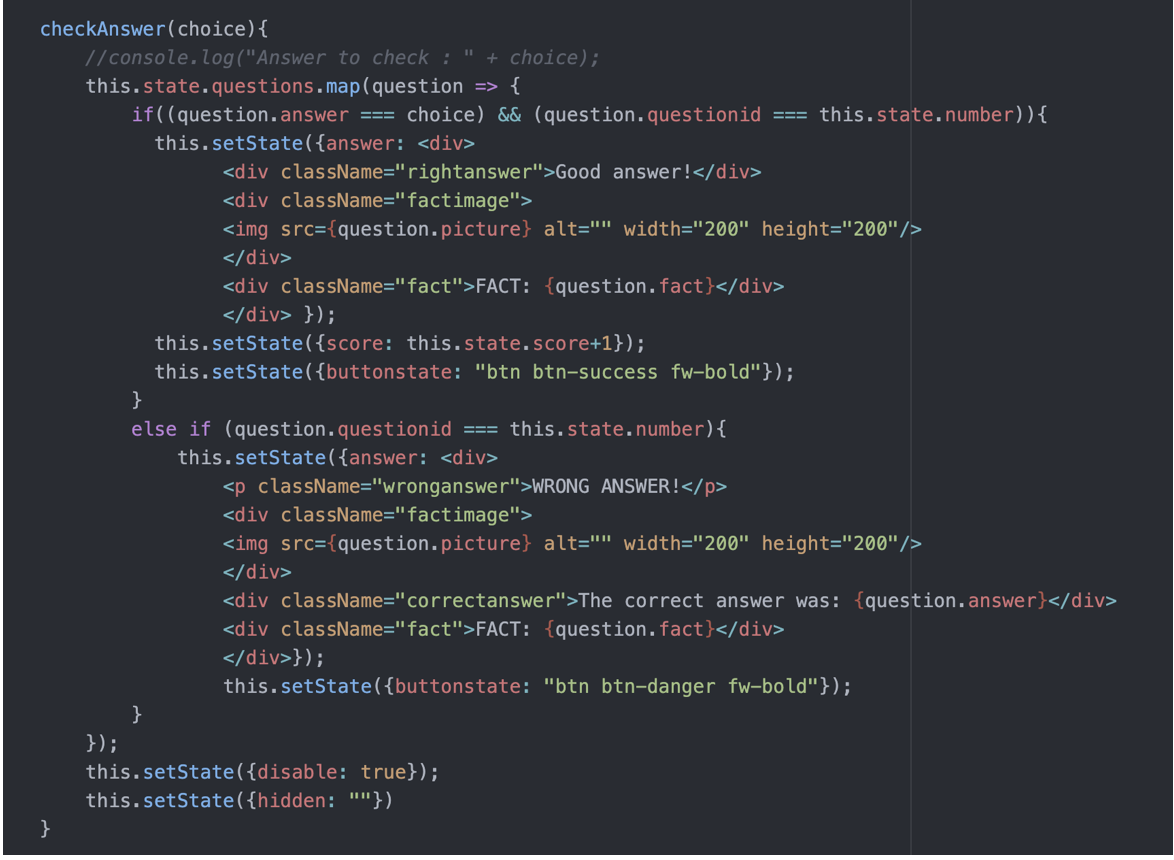 checkAnswer(choice){
//console.log("Answer to check : " + choice);
this.state.questions.map(question => {
if((question.answer === choice) && (question.questionid === this.state.number)){
this.setState({answer: <div>
<div className="rightanswer">Good answer!</div>
<div className="factimage">
<img src={question.picture} alt="" width="200" height="200"/>
</div>
<div className="fact">FACT: {question.fact}</div>
</div> });
this.setState({score: this.state.score+1});
this.setState({buttonstate: "btn btn-success fw-bold"});
}
else if (question.questionid === this.state.number){
this.setState({answer: <div>
<p className="wronganswer">WRONG ANSWER!</p>
<div className="factimage">
<img src={question.picture} alt="" width="200" height="200"/>
</div>
<div className="correctanswer">The correct answer was: {question.answer}</div>
<div className="fact">FACT: {question.fact}</div>
</div>});
this.setState({buttonstate: "btn btn-danger fw-bold"});
}
});
this.setState({disable: true});
this.setState({hidden: ""})
}